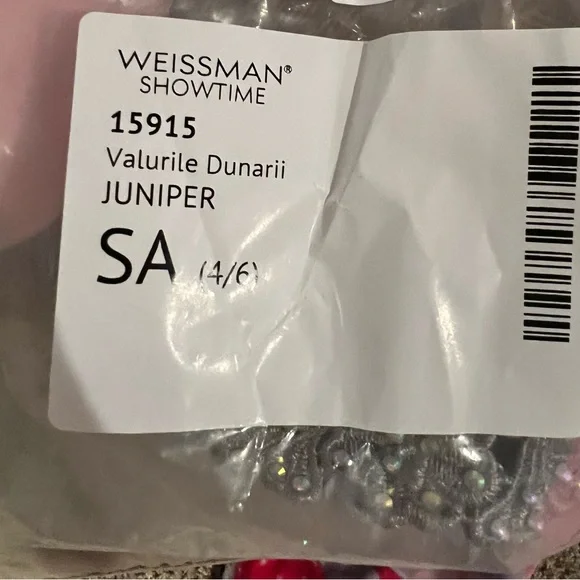 WEISSMAN®
SHOWTIME
15915
Valurile Dunarii
JUNIPER
SA (4/6)